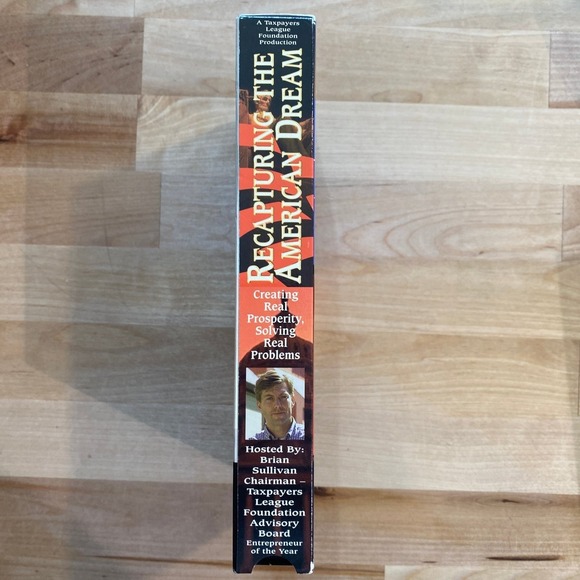 A Taxpayers
League
Foundation
Production
RECAPTURING THE
AMERICAN DREAM
Creating
Real
Prosperity,
Solving
Real
Problems
Hosted By:
Brian
Sullivan
Chairman –
Taxpayers
League
Foundation
Advisory
Board
Entrepreneur
of the Year